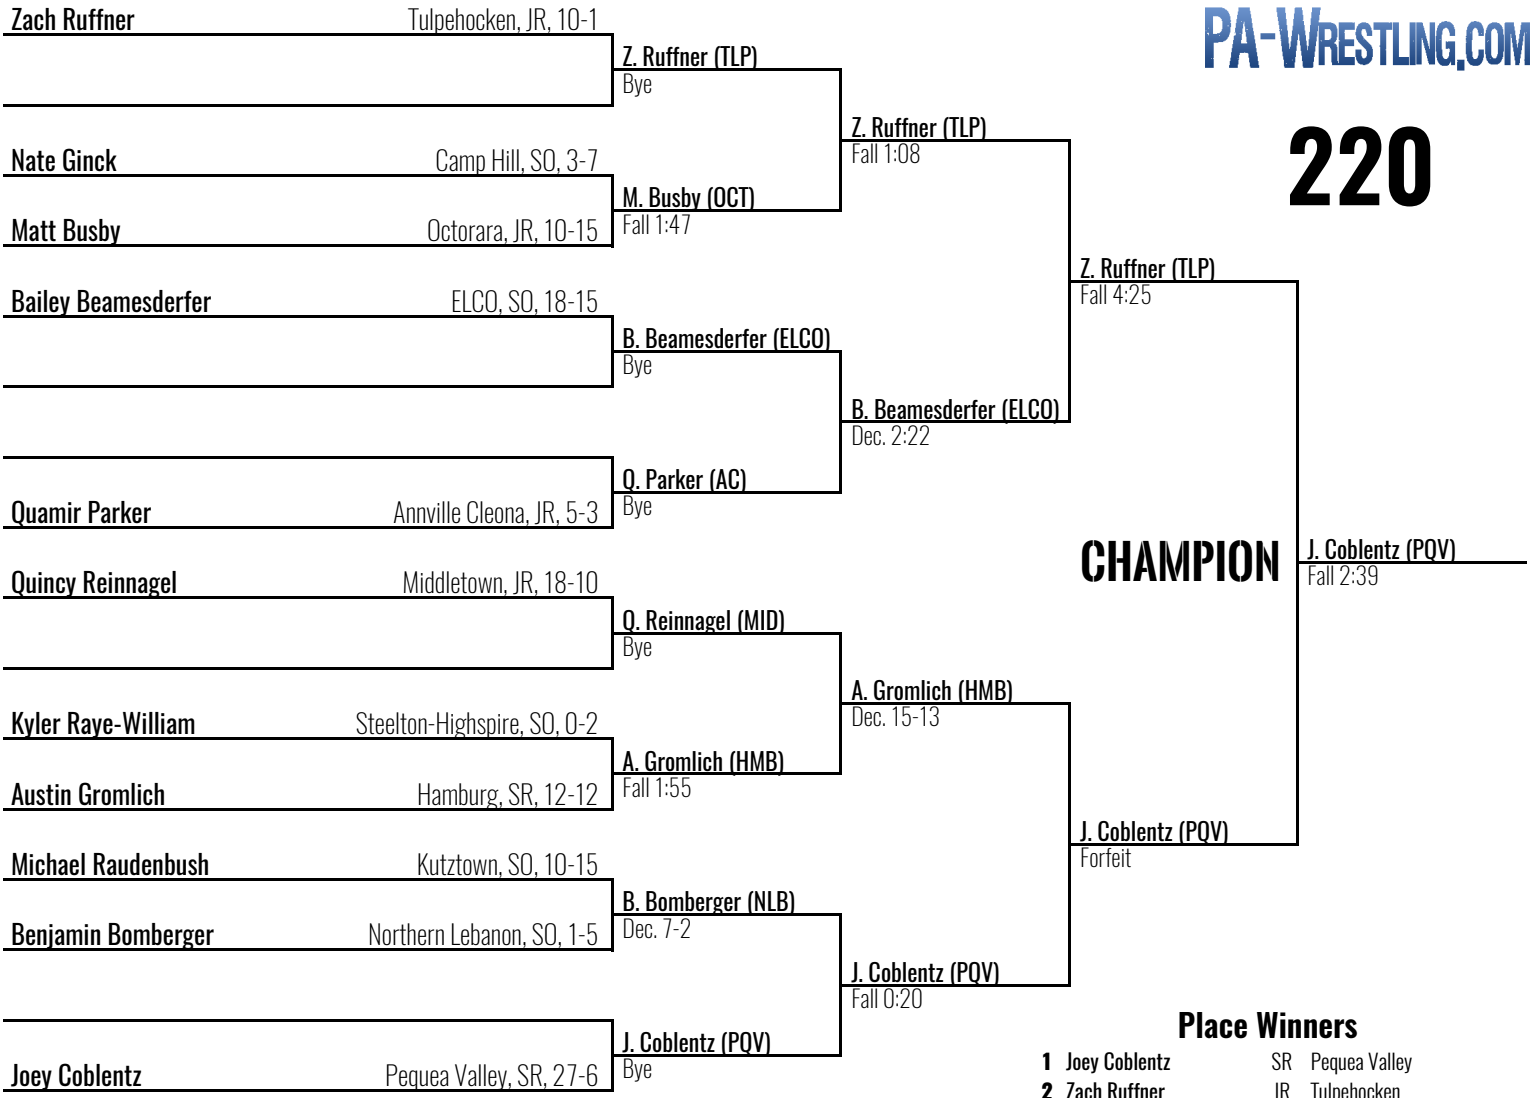 Zach Ruffner Tulpehocken, JR, 10-1
PA-WRESTLING.COM
Z. Ruffner (TLP)
Bye
220
Z. Ruffner (TLP)
Fall 1:08
Nate Ginck Camp Hill, SO, 3-7
M. Busby (OCT)
Fall 1:47
Matt Busby Octorara, JR, 10-15
Z. Ruffner (TLP)
Fall 4:25
Bailey Beamesderfer ELCO, SO, 18-15
B. Beamesderfer (ELCO)
Bye
B. Beamesderfer (ELCO)
Dec. 2:22
Q. Parker (AC)
Bye
Quamir Parker Annville Cleona, JR, 5-3
CHAMPION
J. Coblentz (PQV)
Fall 2:39
Quincy Reinnagel Middletown, JR, 18-10
Q. Reinnagel (MID)
Bye
A. Gromlich (HMB)
Dec. 15-13
Kyler Raye-William Steelton-Highspire, SO, 0-2
A. Gromlich (HMB)
Fall 1:55
Austin Gromlich Hamburg, SR, 12-12
J. Coblentz (PQV)
Forfeit
Michael Raudenbush Kutztown, SO, 10-15
B. Bomberger (NLB)
Dec. 7-2
Benjamin Bomberger Northern Lebanon, SO, 1-5
J. Coblentz (PQV)
Fall 0:20
J. Coblentz (PQV)
Bye
Joey Coblentz Pequea Valley, SR, 27-6
Place Winners
1 Joey Coblentz SR Pequea Valley
2 Zach Ruffner JR Tulpehocken